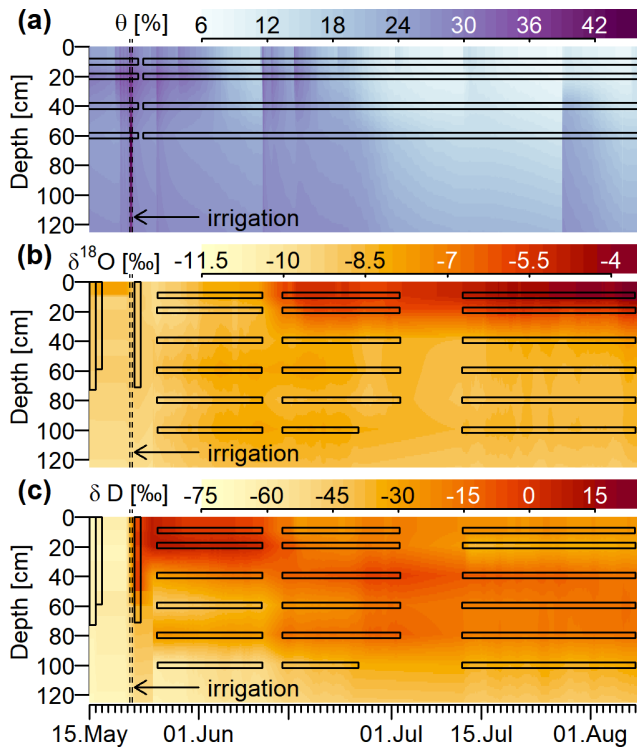 (a) θ [%] 6 12 18 24 30 36 42
0
20
40
60
80
100
120
Depth [cm]
irrigation
(b) δ¹⁸O [‰] -11.5 -10 -8.5 -7 -5.5 -4
0
20
40
60
80
100
120
Depth [cm]
irrigation
(c) δ D [‰] -75 -60 -45 -30 -15 0 15
0
20
40
60
80
100
120
Depth [cm]
irrigation
15.May 01.Jun 01.Jul 15.Jul 01.Aug